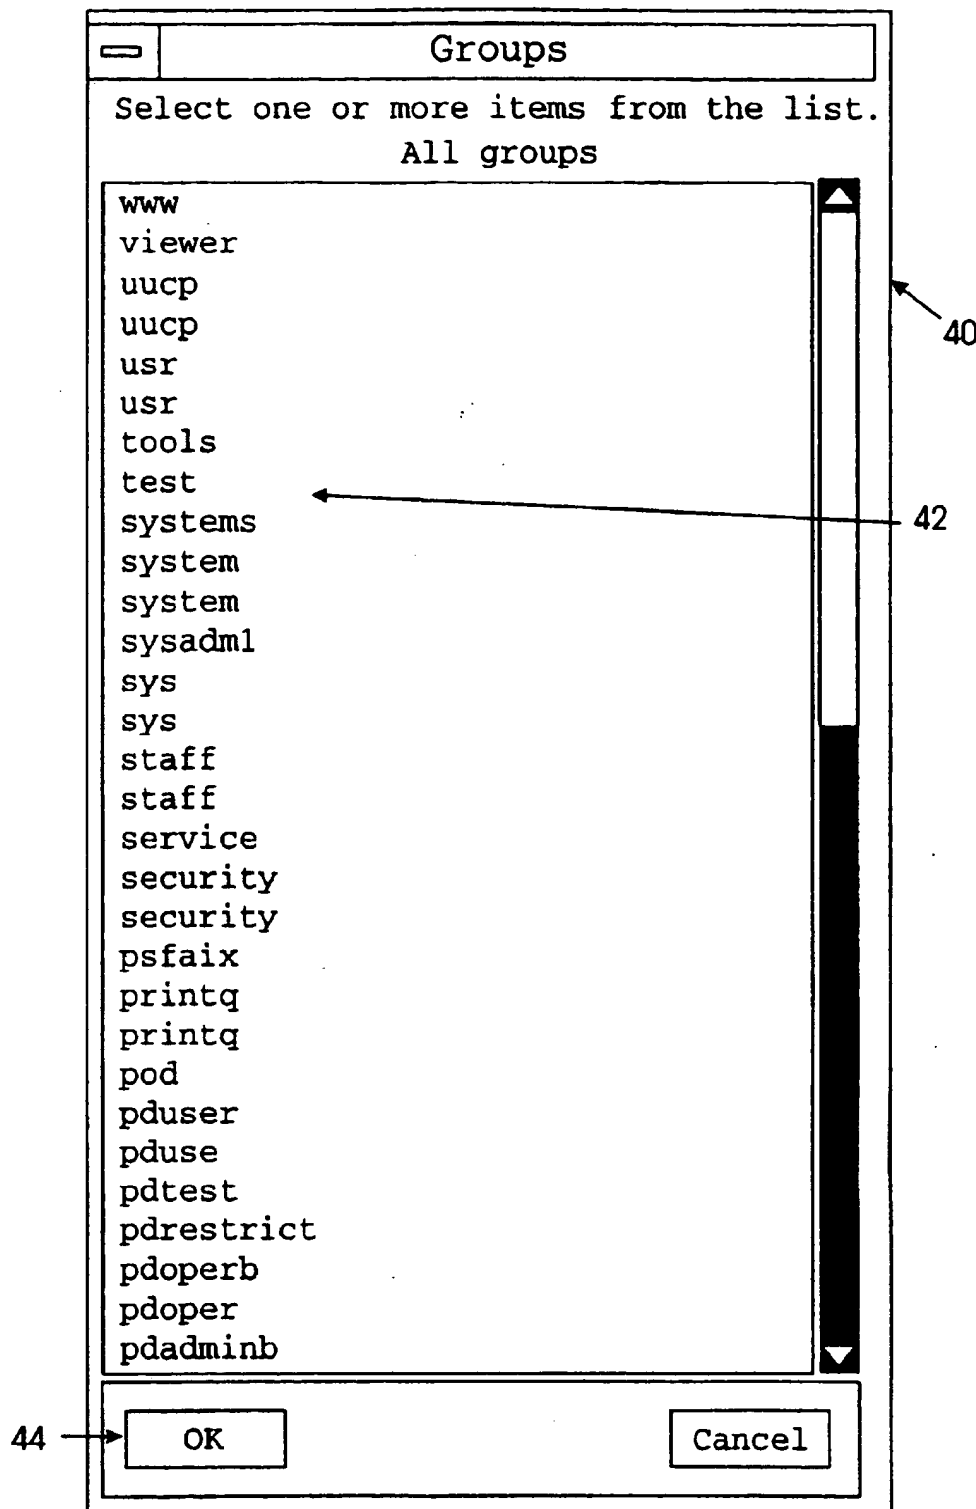 Groups
Select one or more items from the list.
All groups
www
viewer
uucp
uucp
usr
usr
tools
test
systems
system
system
sysadm1
sys
sys
staff
staff
service
security
security
psfaix
printq
printq
pod
pduser
pduse
pdtest
pdrestrict
pdoperb
pdoper
pdadminb
40
42
44
OK
Cancel